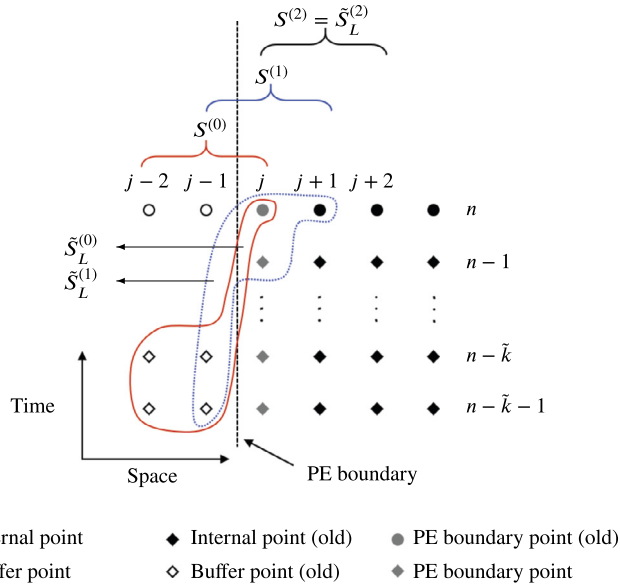 S^(2) = S̃_L^(2)
S^(1)
S^(0)
j − 2 j − 1 j j + 1 j + 2
n
S̃_L^(0)
n − 1
S̃_L^(1)
n − k̃
Time
n − k̃ − 1
Space
PE boundary
rnal point Internal point (old) PE boundary point (old)
fer point Buffer point (old) PE boundary point